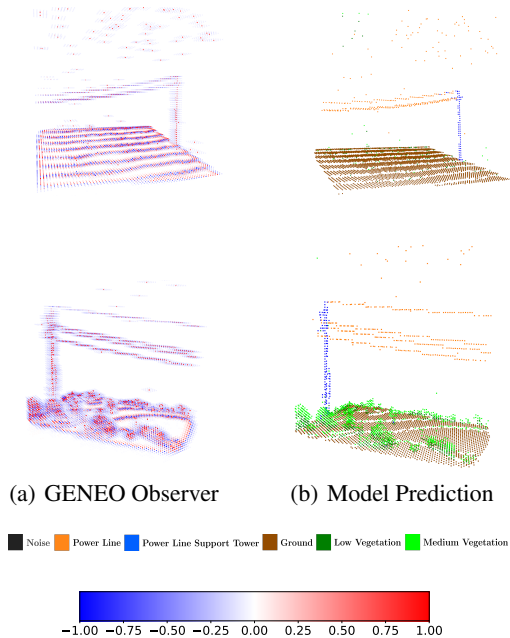 (a) GENEO Observer
(b) Model Prediction
Noise Power Line Power Line Support Tower Ground Low Vegetation Medium Vegetation
−1.00 −0.75 −0.50 −0.25 0.00 0.25 0.50 0.75 1.00